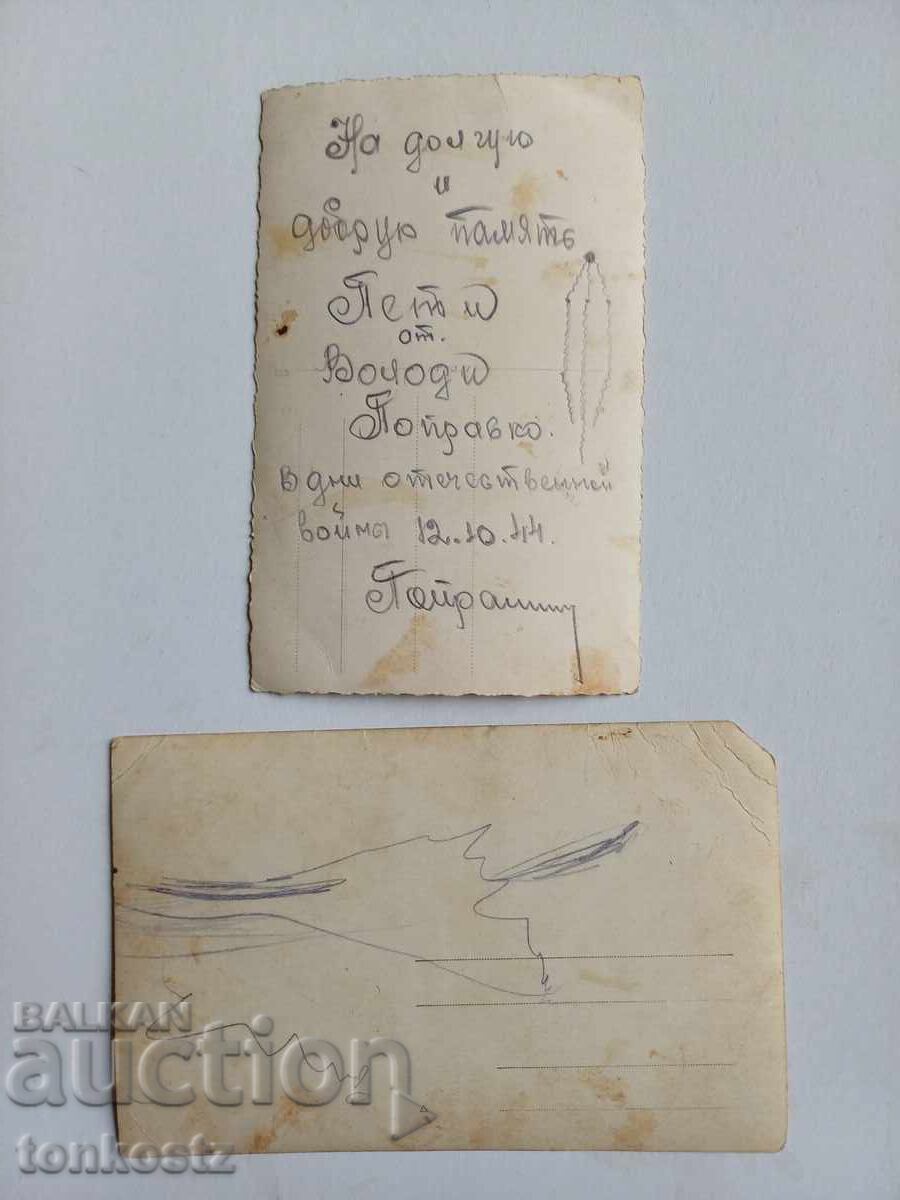 На долгую
и
добрую память
Пети
от.
Володи
Поправко.
В дни отечественной
войны 12.10.44.
BALKAN
auction
tonkostz